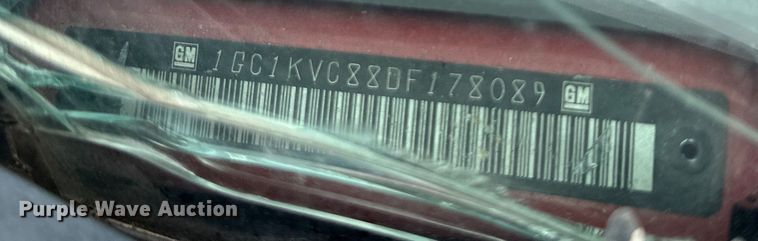 GM 1GC1KVC88DF178089 GM
Purple Wave Auction